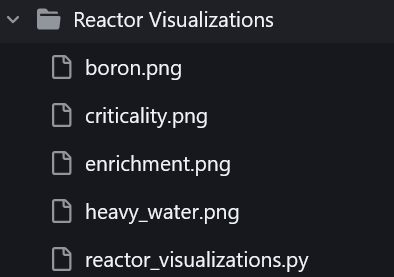 Reactor Visualizations
boron.png
criticality.png
enrichment.png
heavy_water.png
reactor_visualizations.py